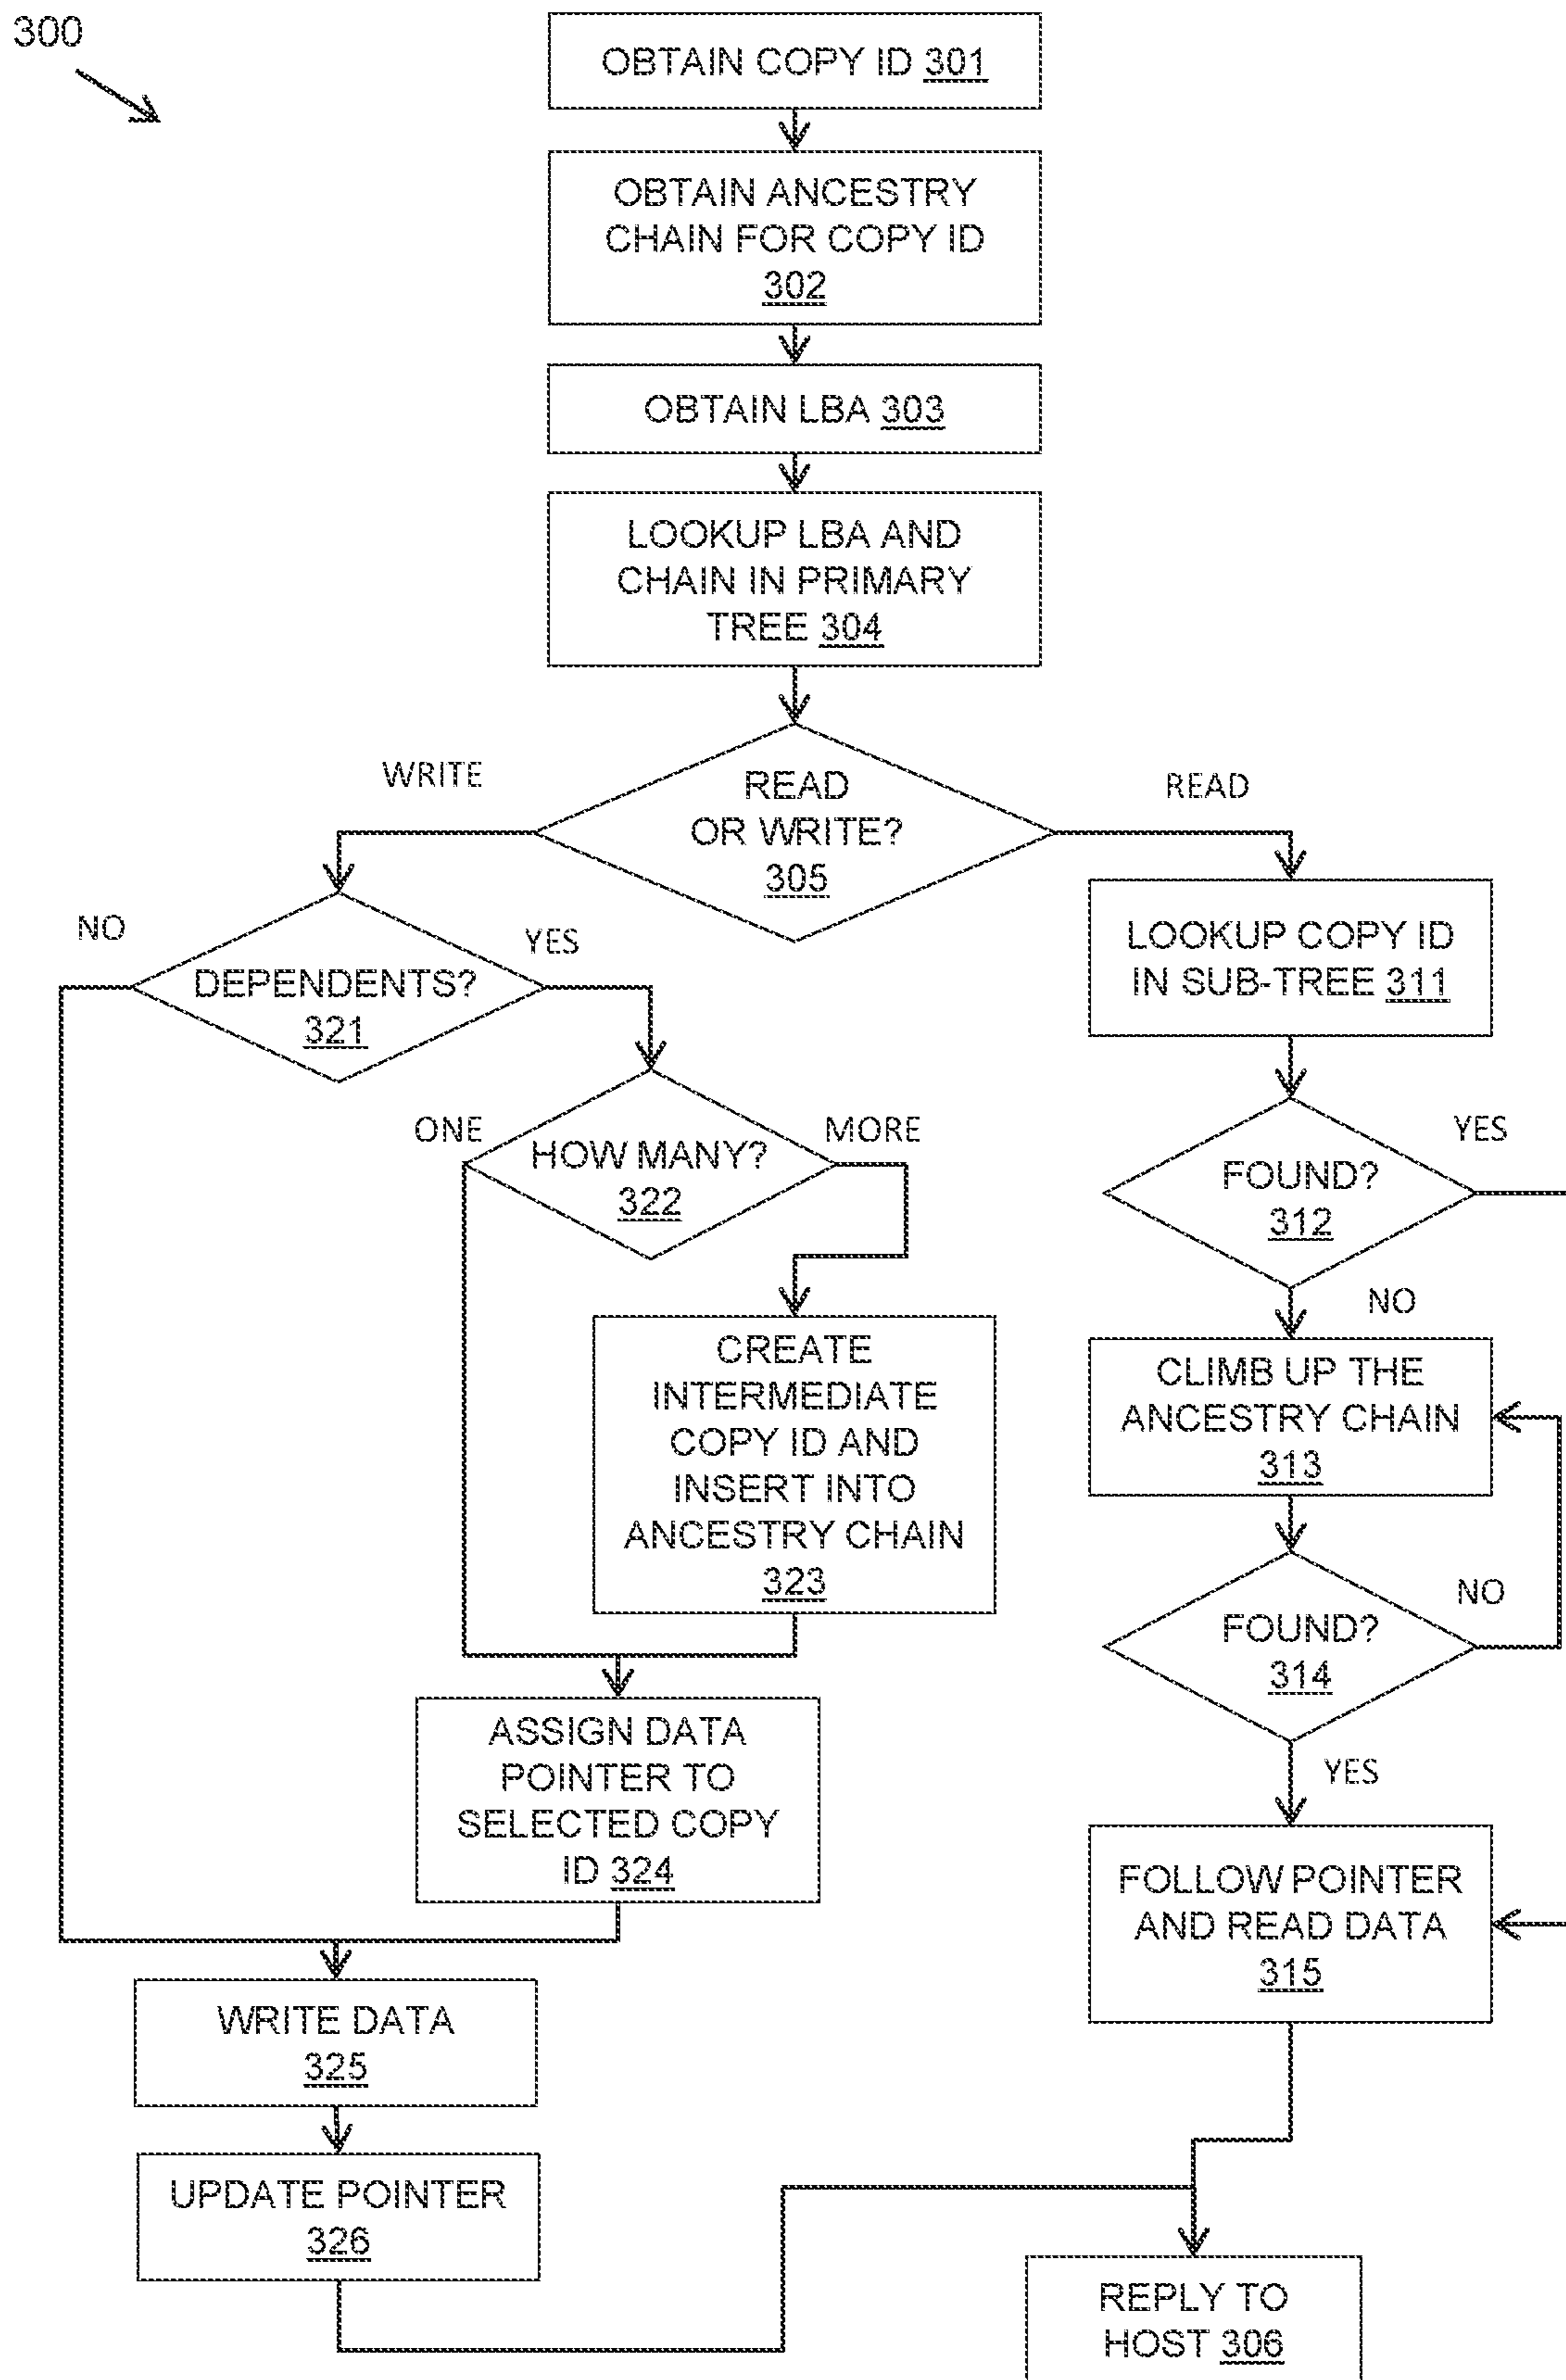 300
OBTAIN COPY ID 301
OBTAIN ANCESTRY
CHAIN FOR COPY ID
302
OBTAIN LBA 303
LOOKUP LBA AND
CHAIN IN PRIMARY
TREE 304
WRITE
READ
OR WRITE?
305
READ
NO
DEPENDENTS?
321
YES
LOOKUP COPY ID
IN SUB-TREE 311
ONE
HOW MANY?
322
MORE
FOUND?
312
YES
NO
CREATE
INTERMEDIATE
COPY ID AND
INSERT INTO
ANCESTRY CHAIN
323
CLIMB UP THE
ANCESTRY CHAIN
313
FOUND?
314
NO
YES
ASSIGN DATA
POINTER TO
SELECTED COPY
ID 324
FOLLOW POINTER
AND READ DATA
315
WRITE DATA
325
UPDATE POINTER
326
REPLY TO
HOST 306